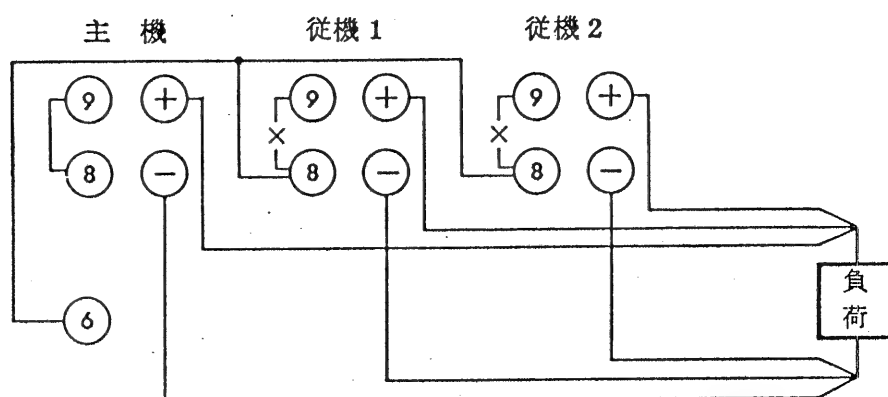 主 機 従機1 従機2
9 + 9 + 9 +
× ×
8 − 8 − 8 −
負荷
6